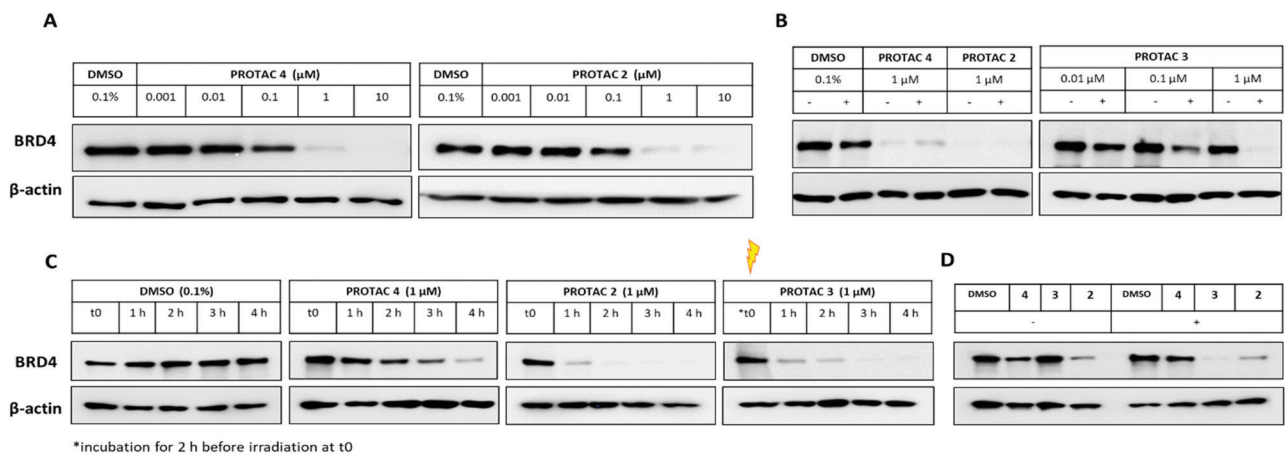 A
DMSO PROTAC 4 (μM) DMSO PROTAC 2 (μM)
0.1% 0.001 0.01 0.1 1 10 0.1% 0.001 0.01 0.1 1 10
BRD4
β-actin
B
DMSO PROTAC 4 PROTAC 2 PROTAC 3
0.1% 1 μM 1 μM 0.01 μM 0.1 μM 1 μM
- + - + - + - + - + - +
BRD4
β-actin
C
DMSO (0.1%) PROTAC 4 (1 μM) PROTAC 2 (1 μM) PROTAC 3 (1 μM)
t0 1 h 2 h 3 h 4 h t0 1 h 2 h 3 h 4 h t0 1 h 2 h 3 h 4 h *t0 1 h 2 h 3 h 4 h
BRD4
β-actin
*incubation for 2 h before irradiation at t0
D
DMSO 4 3 2 DMSO 4 3 2
- +